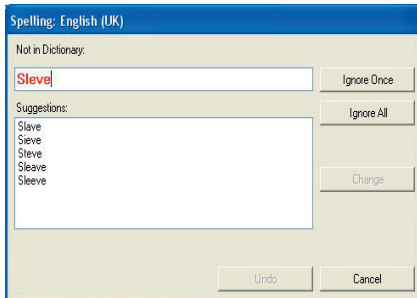 Spelling: English (UK)
Not in Dictionary:
Sleve
Ignore Once
Suggestions:
Ignore All
Slave
Sieve
Steve
Sleave
Sleeve
Change
Undo
Cancel